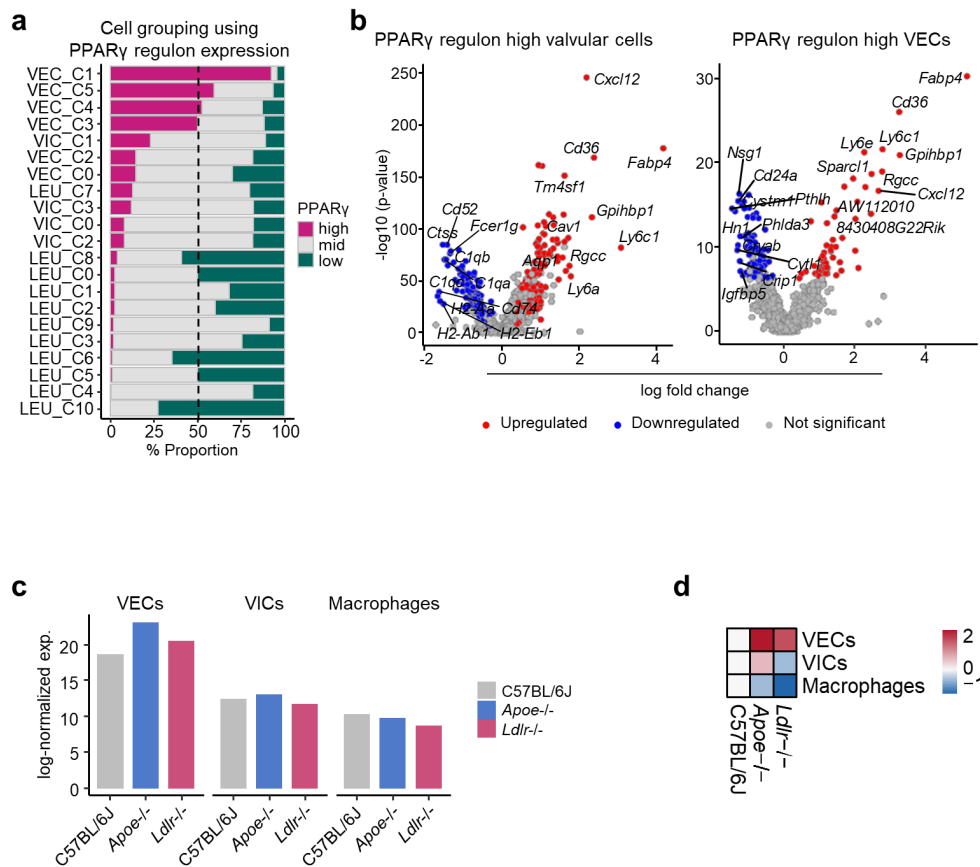 a
Cell grouping using
PPARγ regulon expression
VEC_C1
VEC_C5
VEC_C4
VEC_C3
VIC_C1
VEC_C2
VEC_C0
LEU_C7
VIC_C3
VIC_C0
VIC_C2
LEU_C8
LEU_C0
LEU_C1
LEU_C2
LEU_C9
LEU_C3
LEU_C6
LEU_C5
LEU_C4
LEU_C10
0 25 50 75 100
% Proportion
PPARγ
high
mid
low
b
PPARγ regulon high valvular cells
-log10 (p-value)
250
200
150
100
50
0
-2 0 2 4
Cxcl12
Cd36
Fabp4
Tm4sf1
Gpihbp1
Cd52
Fcer1g
Cav1
Ly6c1
Ctss
C1qb
Aqp1
Rgcc
C1qc
C1qa
Ly6a
H2-Aa
Cd74
H2-Ab1
H2-Eb1
PPARγ regulon high VECs
30
20
10
0
0 2 4
Fabp4
Cd36
Ly6e
Ly6c1
Nsg1
Gpihbp1
Cd24a
Sparcl1
Rgcc
Cystm1
Pthlh
Cxcl12
AW112010
Hn1
Phlda3
8430408G22Rik
Cryab
Cytl1
Crip1
Igfbp5
log fold change
Upregulated
Downregulated
Not significant
c
VECs
VICs
Macrophages
log-normalized exp.
20
15
10
5
0
C57BL/6J
Apoe-/-
Ldlr-/-
C57BL/6J
Apoe-/-
Ldlr-/-
C57BL/6J
Apoe-/-
Ldlr-/-
C57BL/6J
Apoe-/-
Ldlr-/-
d
VECs
VICs
Macrophages
C57BL/6J
Apoe−/−
Ldlr−/−
2
0
−1